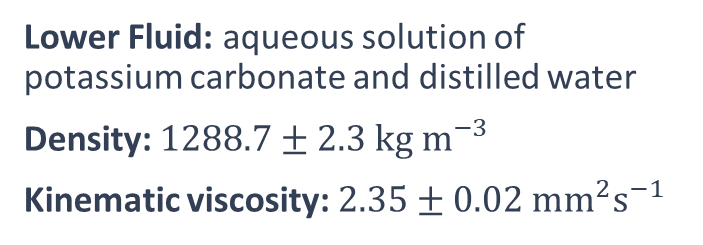 Lower Fluid: aqueous solution of
potassium carbonate and distilled water
Density: 1288.7 ± 2.3 kg m⁻³
Kinematic viscosity: 2.35 ± 0.02 mm²s⁻¹